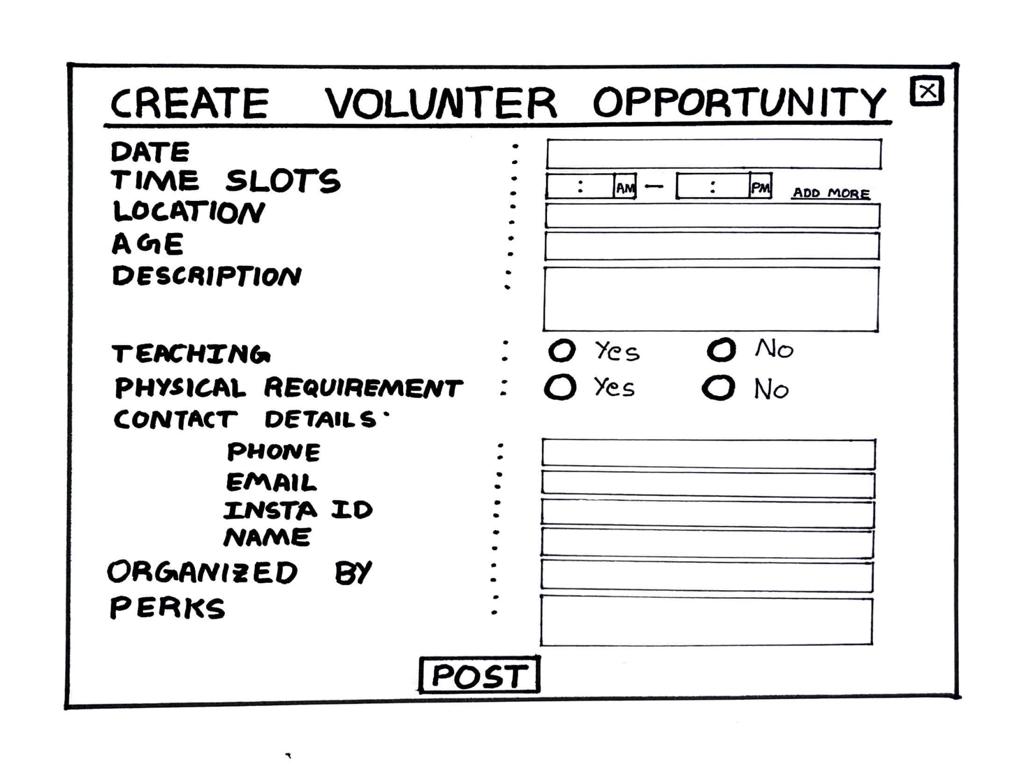 CREATE VOLUNTER OPPORTUNITY X
DATE :
TIME SLOTS : : AM — : PM ADD MORE
LOCATION :
AGE :
DESCRIPTION :
TEACHING : Yes No
PHYSICAL REQUIREMENT : Yes No
CONTACT DETAILS
PHONE :
EMAIL :
INSTA ID :
NAME :
ORGANIZED BY :
PERKS :
POST